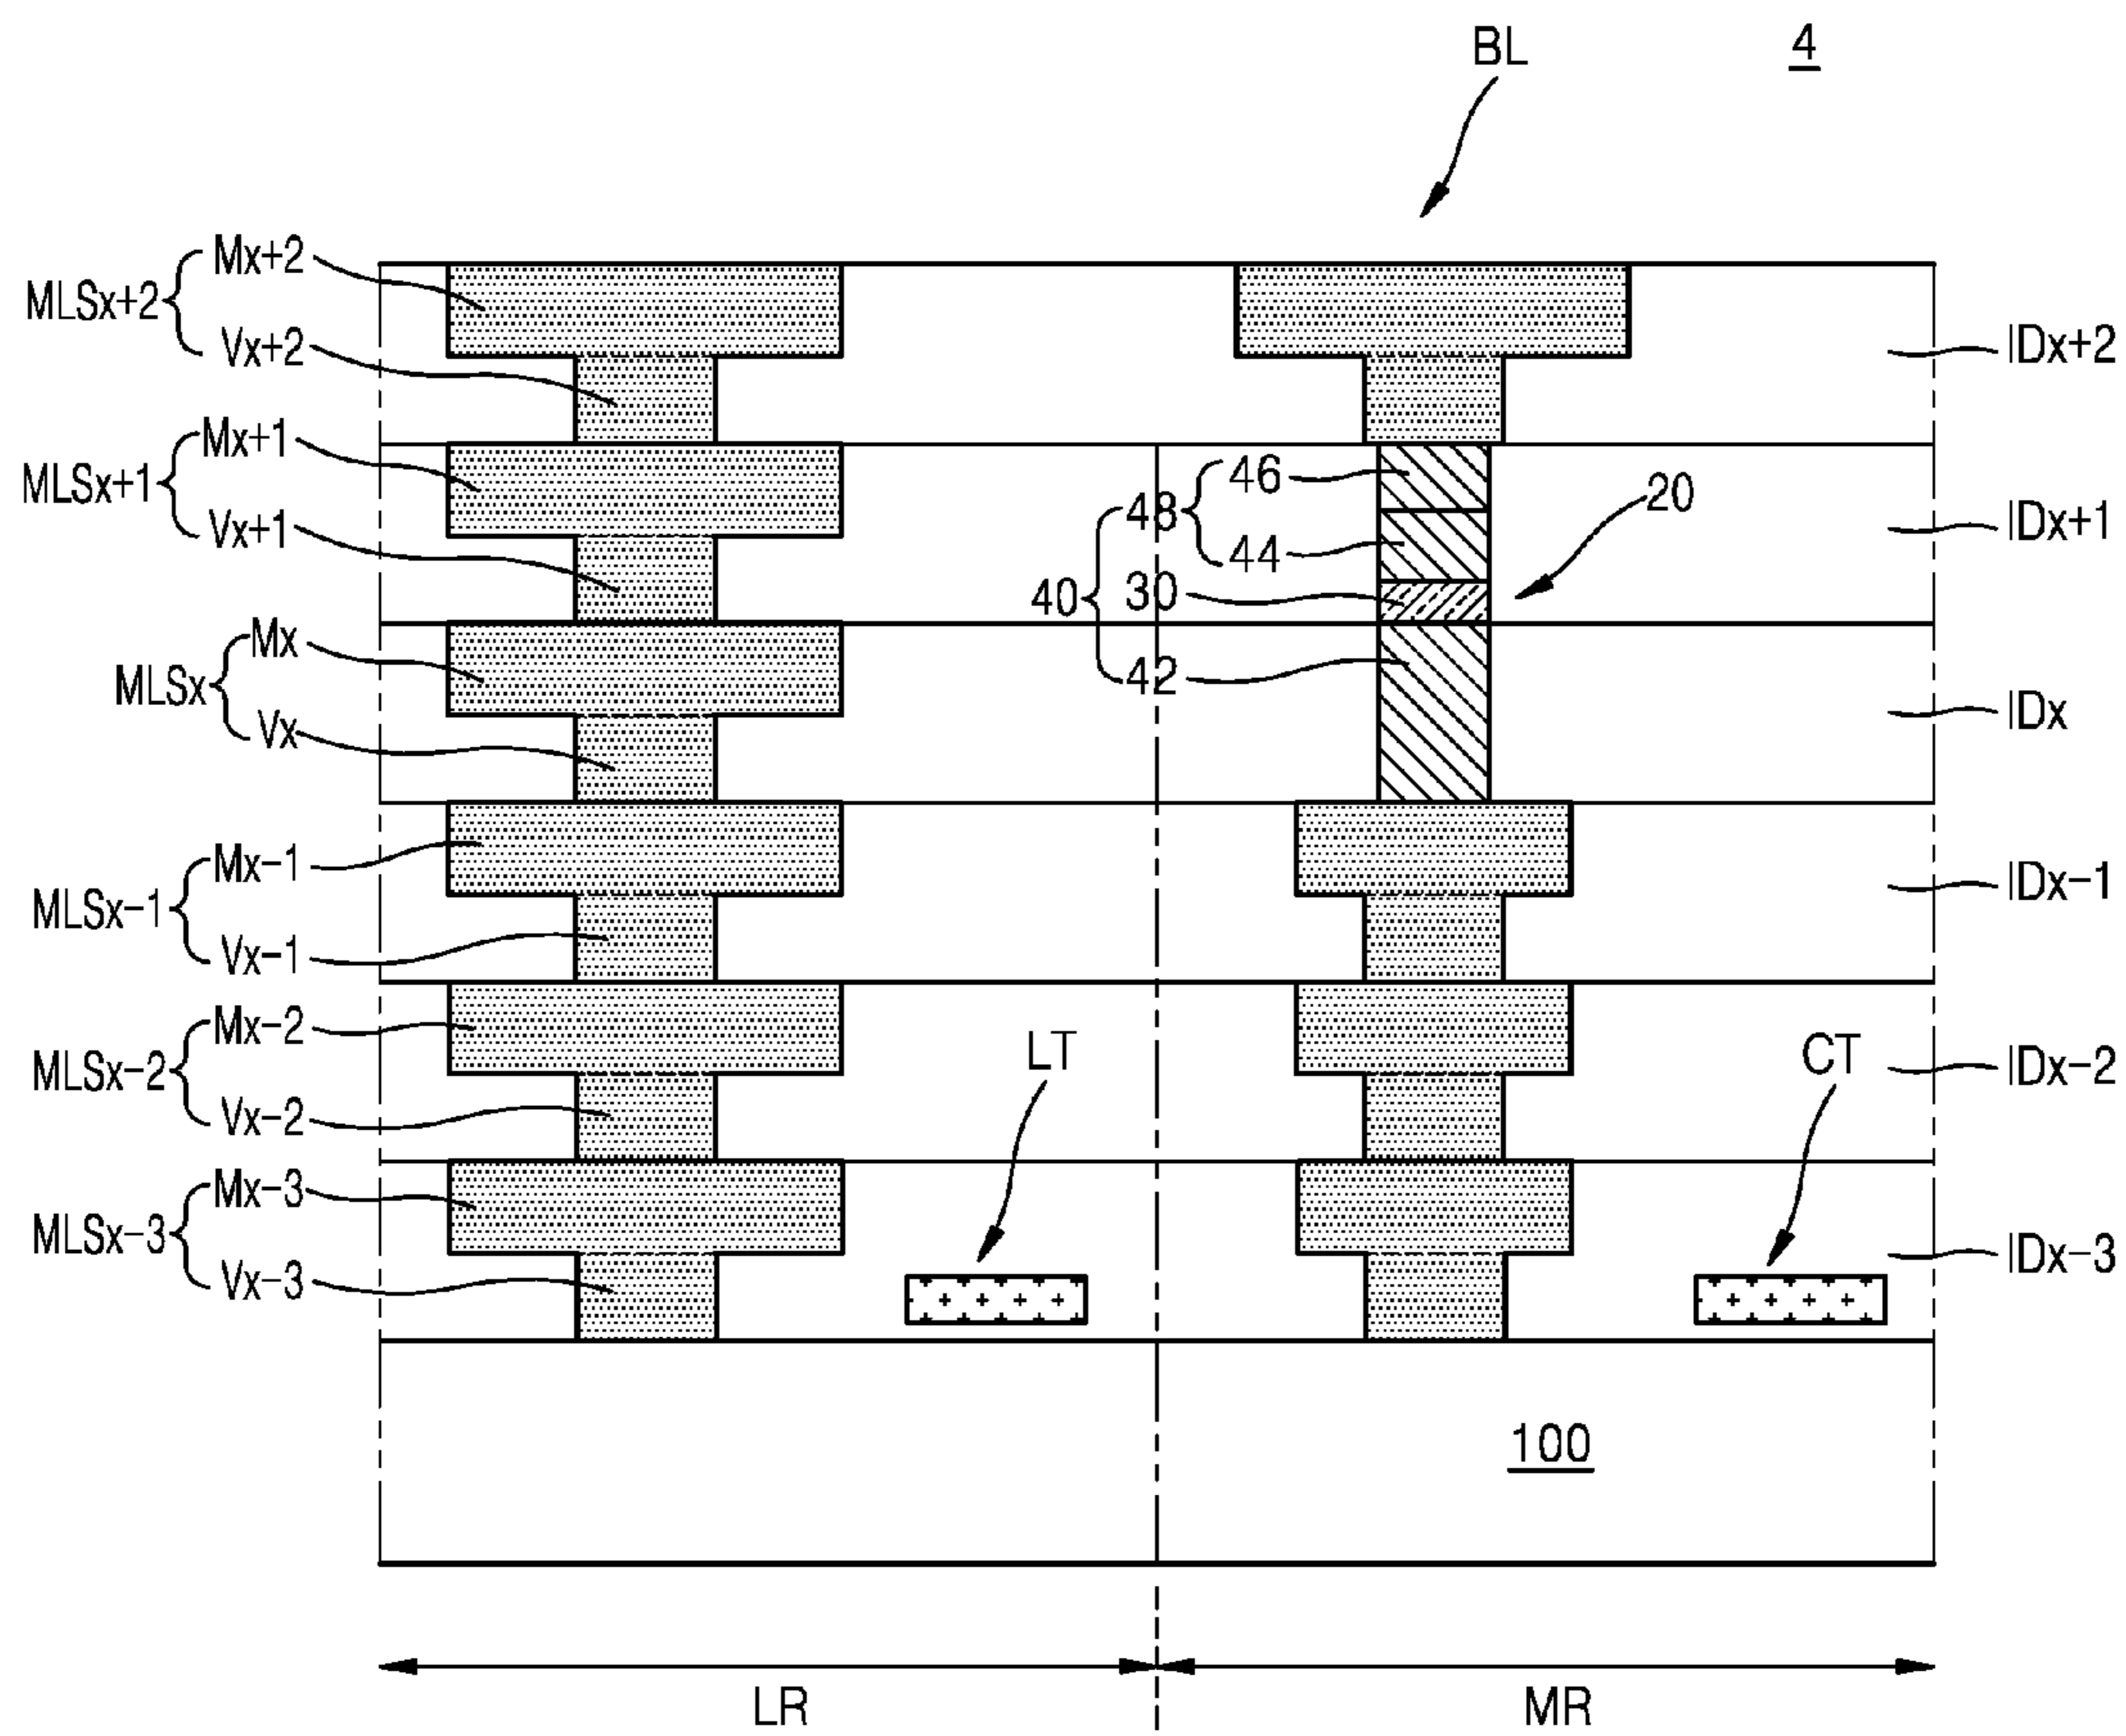 BL
4
Mx+2
MLSx+2
Vx+2
IDx+2
Mx+1
MLSx+1
Vx+1
46
48
44
20
IDx+1
40
30
Mx
MLSx
Vx
42
IDx
Mx-1
MLSx-1
Vx-1
IDx-1
Mx-2
MLSx-2
Vx-2
LT
CT
IDx-2
Mx-3
MLSx-3
Vx-3
IDx-3
100
LR
MR